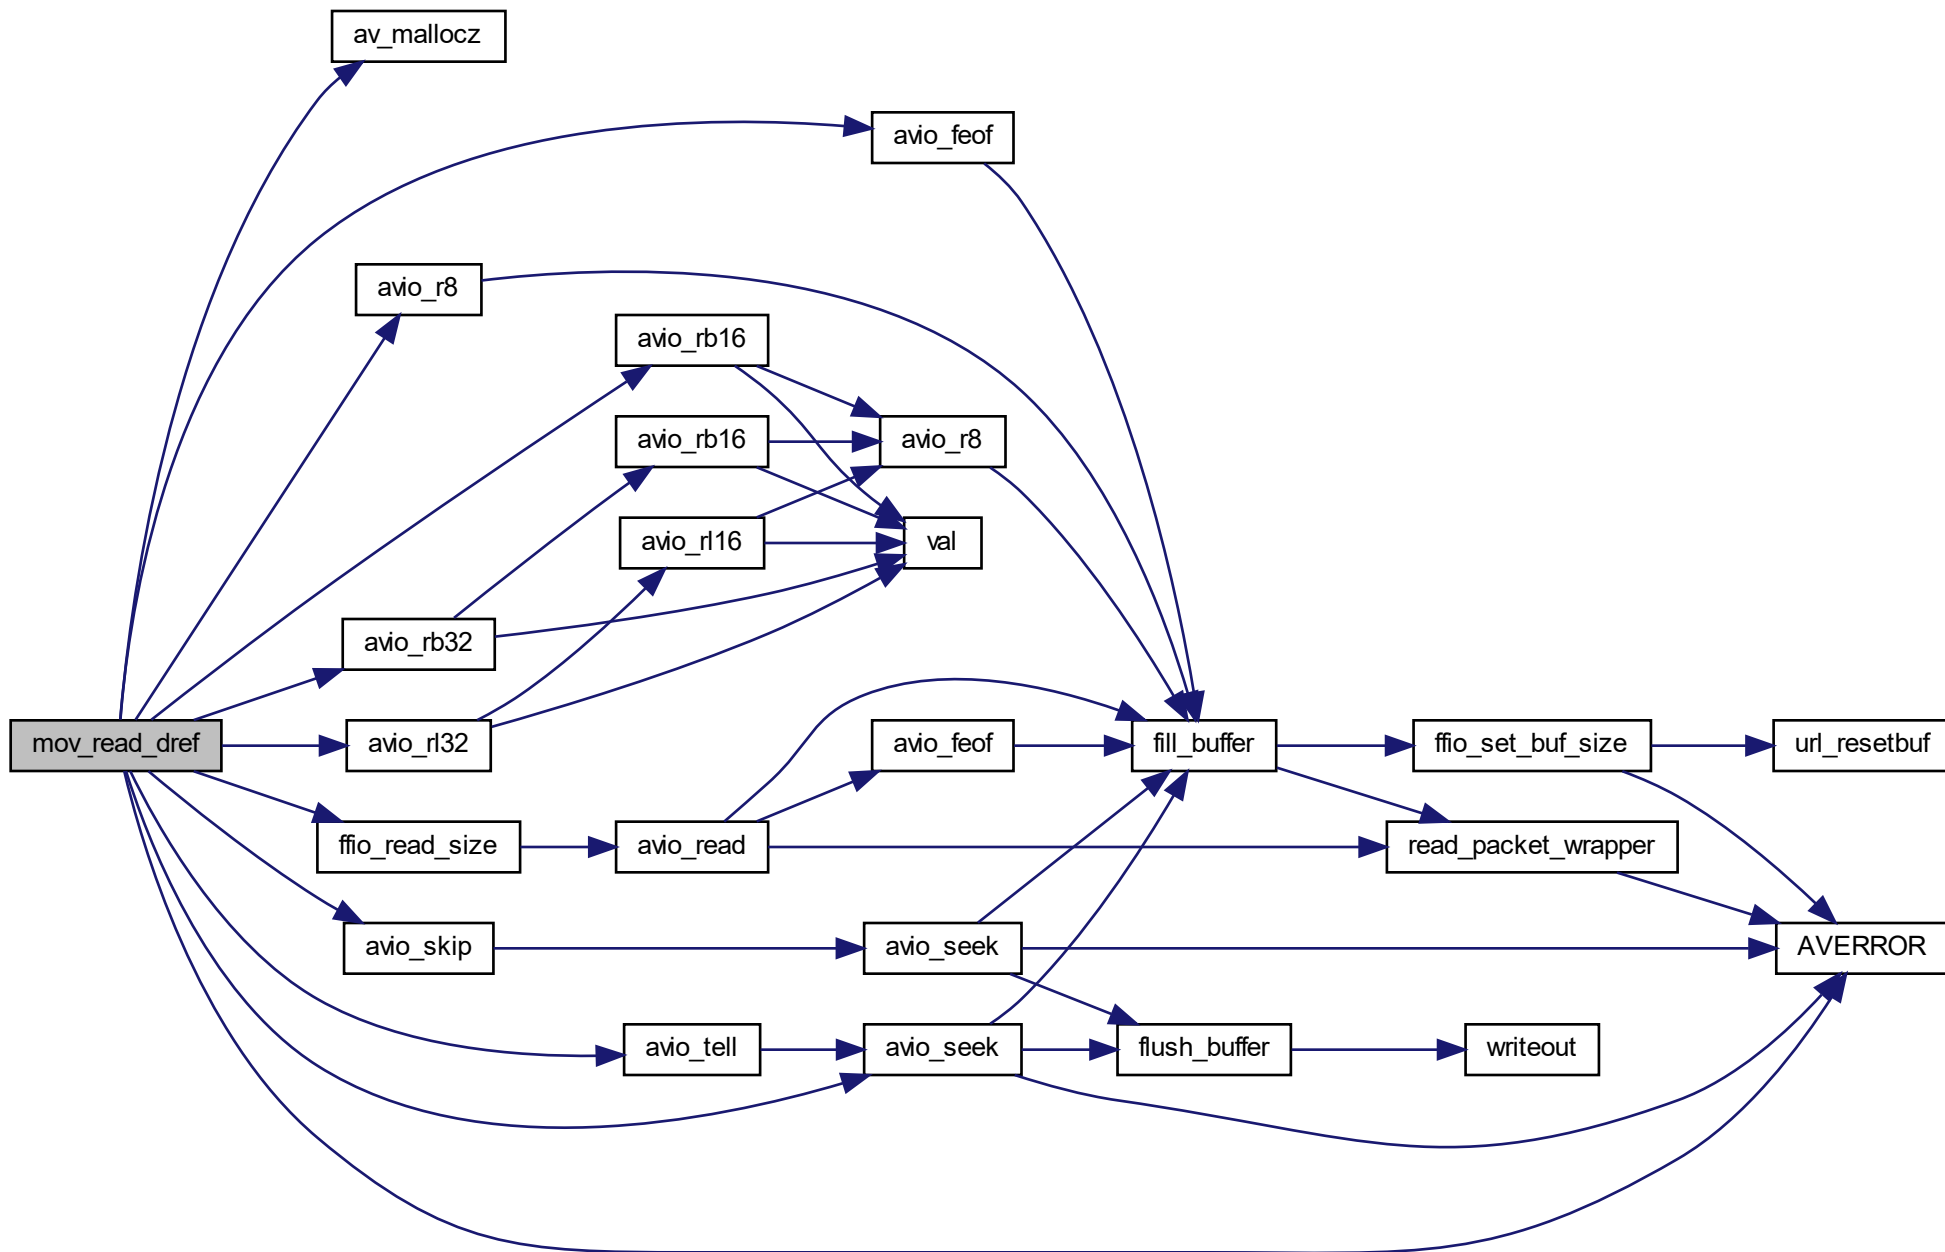 av_mallocz
avio_feof
avio_r8
avio_rb16
avio_rb16
avio_r8
avio_rl16
val
avio_rb32
mov_read_dref
avio_rl32
avio_feof
fill_buffer
ffio_set_buf_size
url_resetbuf
ffio_read_size
avio_read
read_packet_wrapper
avio_skip
avio_seek
AVERROR
avio_tell
avio_seek
flush_buffer
writeout